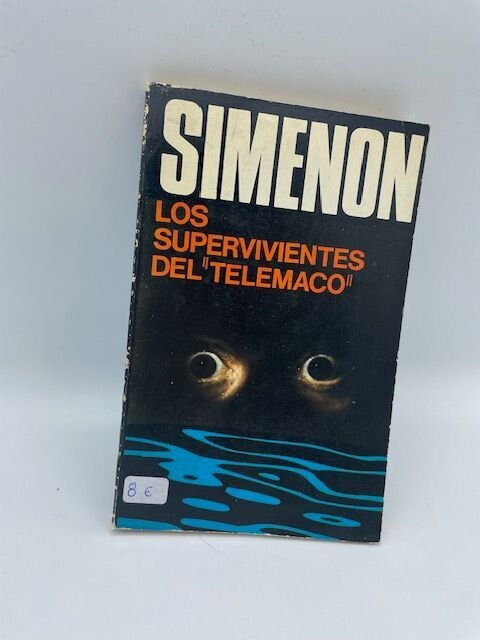 SIMENON
LOS
SUPERVIVIENTES
DEL "TELEMACO"
8 €